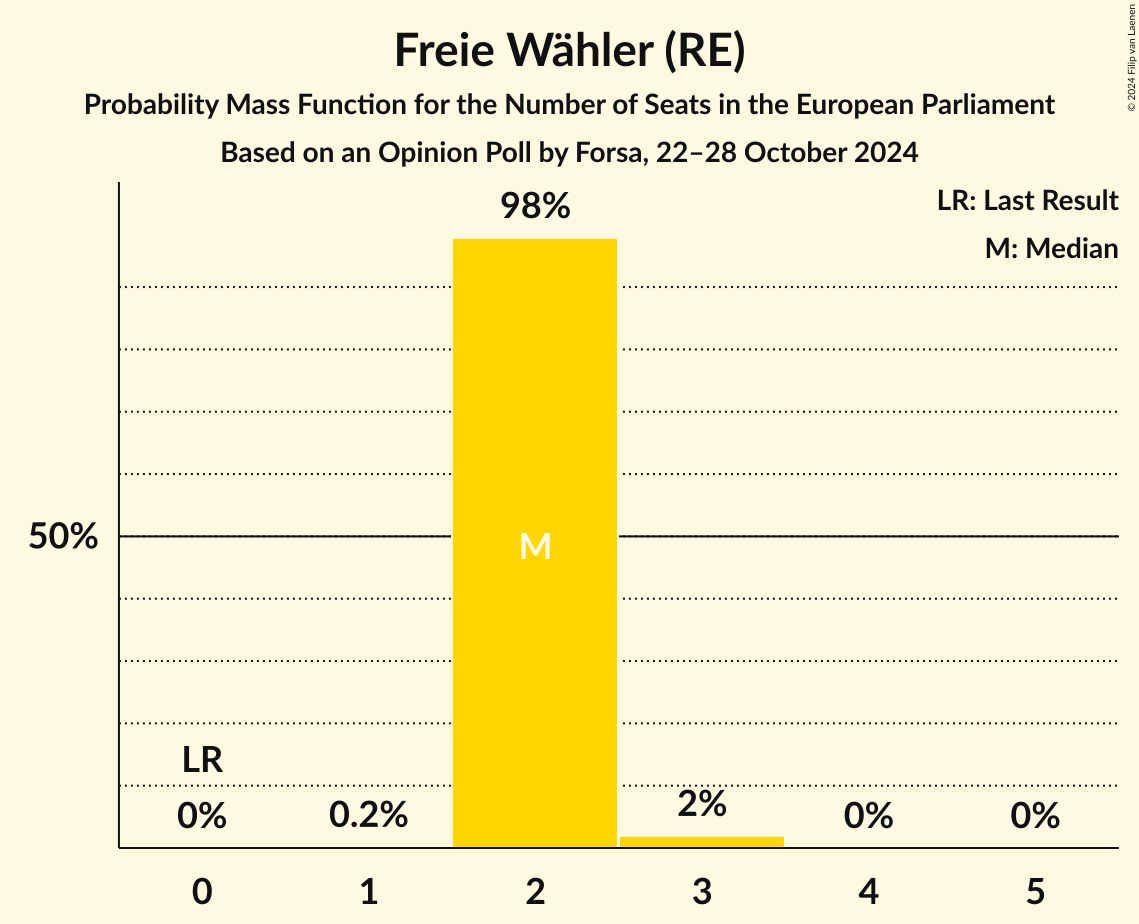 Freie Wähler (RE)
Probability Mass Function for the Number of Seats in the European Parliament
Based on an Opinion Poll by Forsa, 22–28 October 2024
© 2024 Filip van Laenen
LR: Last Result
M: Median
98%
50%
M
LR
0%
0.2%
2%
0%
0%
0
1
2
3
4
5